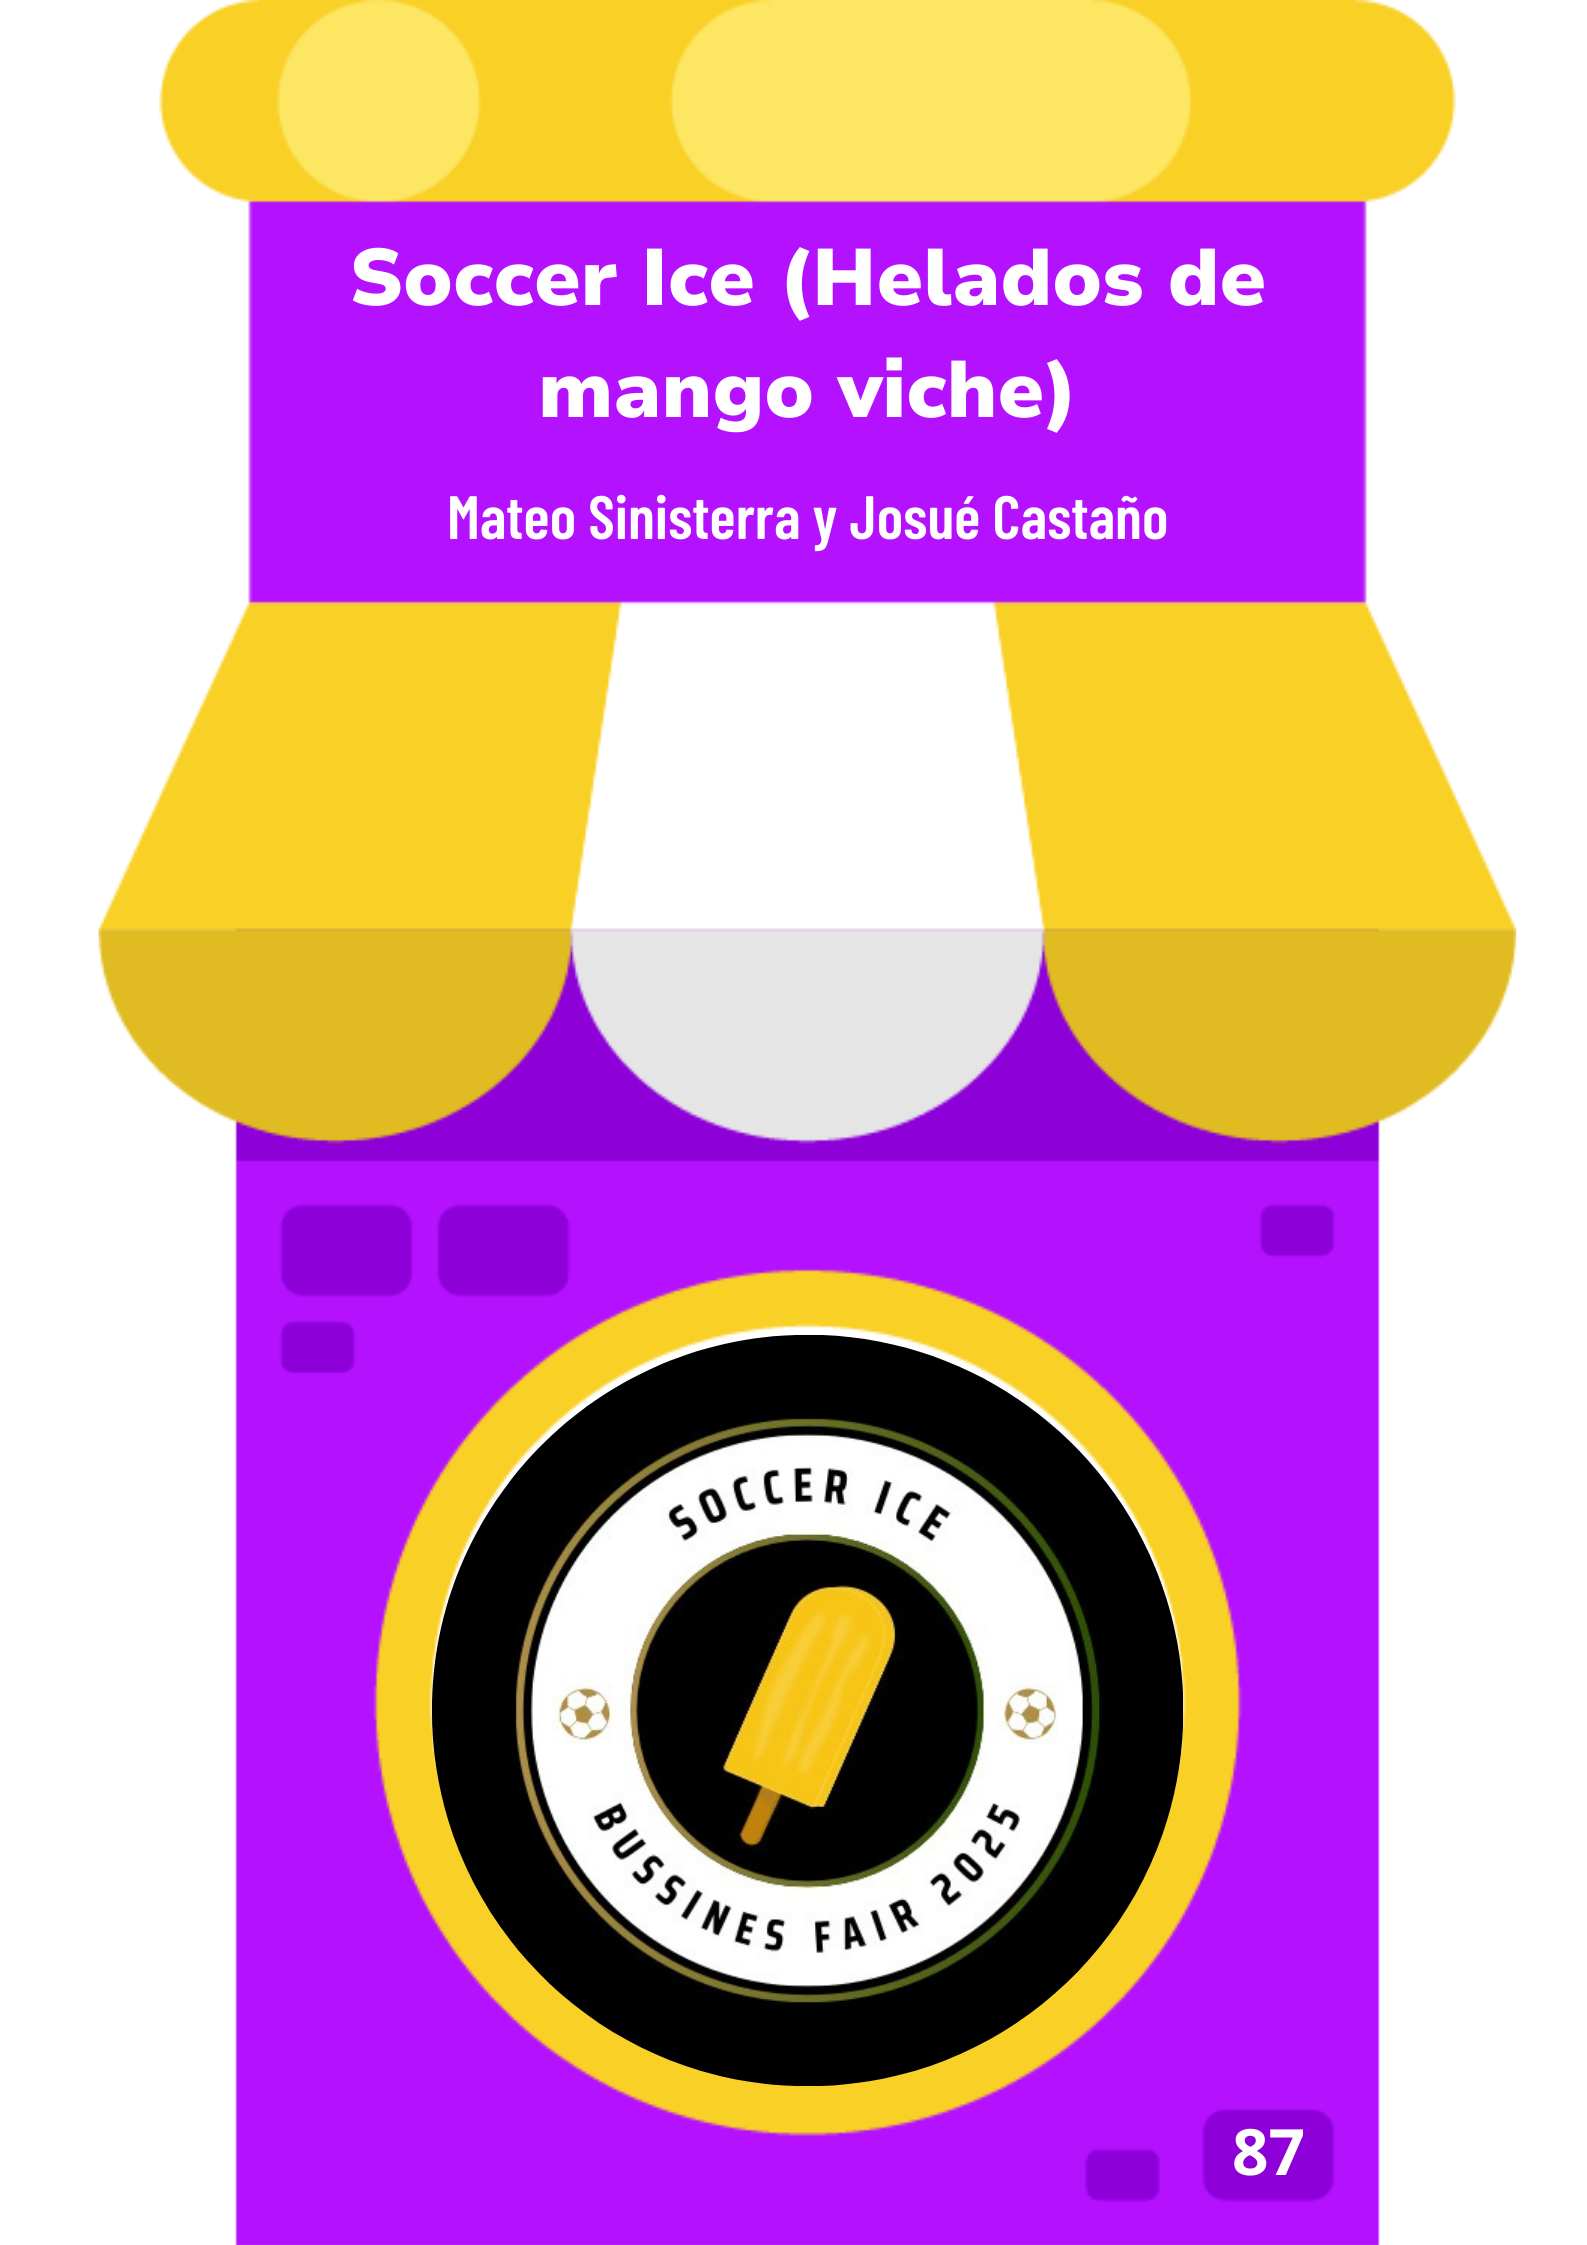 Soccer Ice (Helados de
mango viche)
Mateo Sinisterra y Josué Castaño
SOCCER ICE
BUSSINES FAIR 2025
87